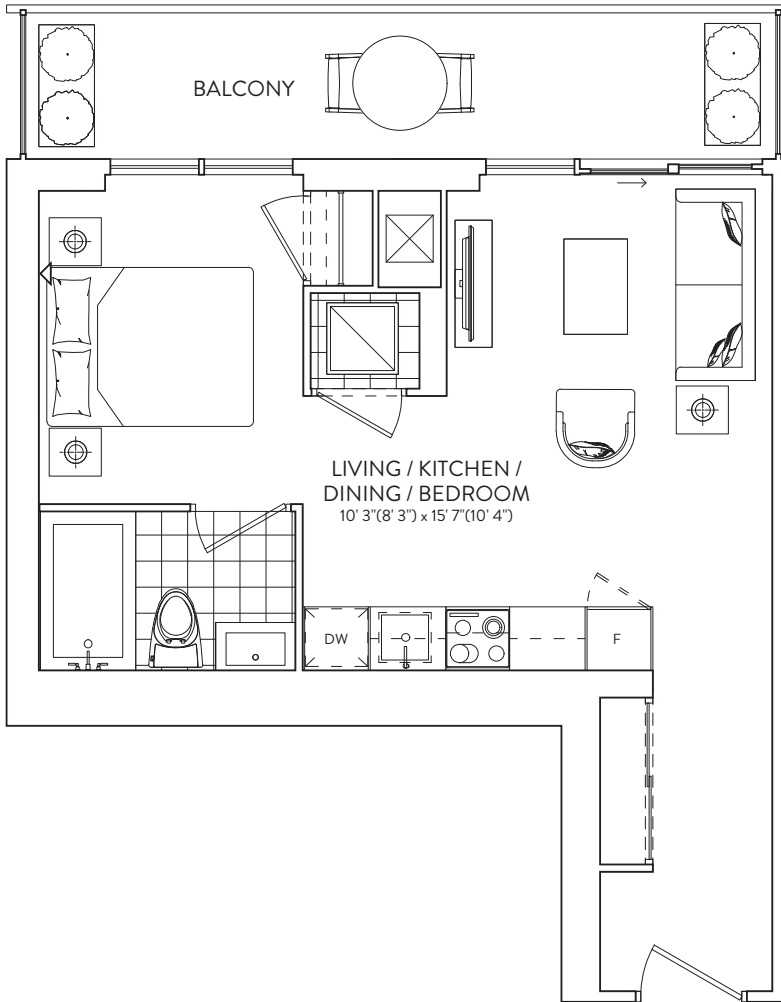 BALCONY
LIVING / KITCHEN /
DINING / BEDROOM
10' 3"(8' 3") x 15' 7"(10' 4")
DW
F